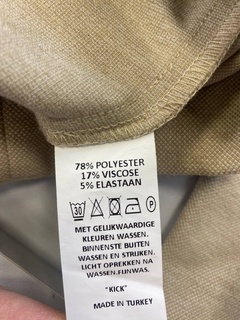 78% POLYESTER
17% VISCOSE
5% ELASTAAN
30 P
MET GELIJKWAARDIGE
KLEUREN WASSEN.
BINNENSTE BUITEN
WASSEN EN STRIJKEN.
LICHT OPREKKEN NA
WASSEN.FIJNWAS.
"KICK"
MADE IN TURKEY